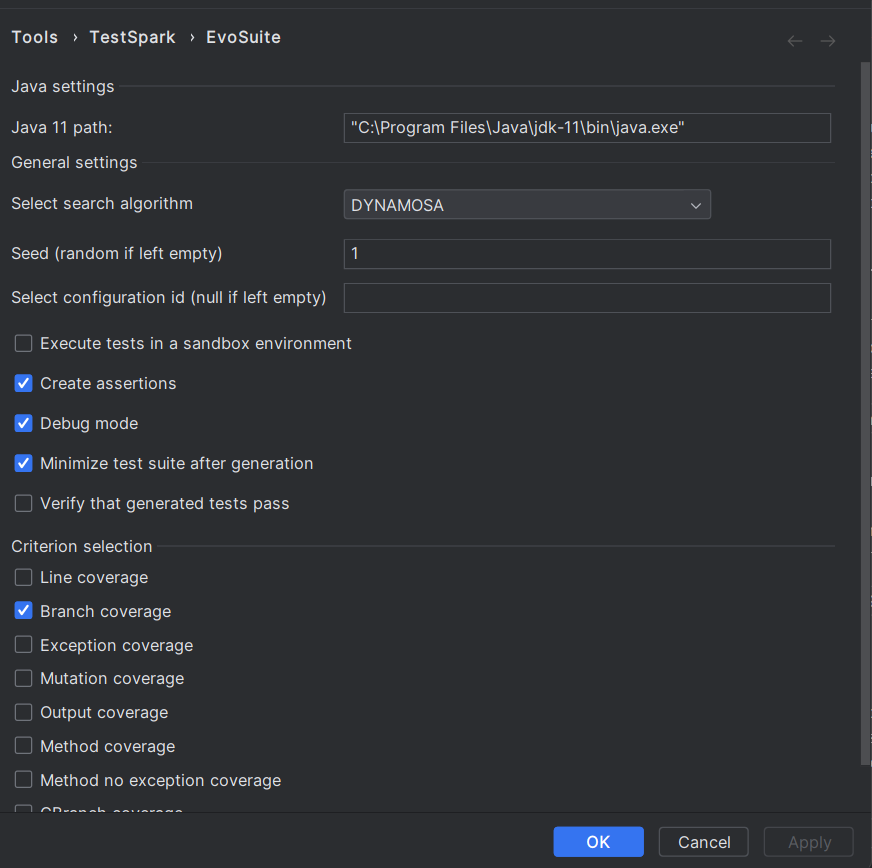 Tools › TestSpark › EvoSuite
Java settings
Java 11 path: "C:\Program Files\Java\jdk-11\bin\java.exe"
General settings
Select search algorithm DYNAMOSA
Seed (random if left empty) 1
Select configuration id (null if left empty)
Execute tests in a sandbox environment
Create assertions
Debug mode
Minimize test suite after generation
Verify that generated tests pass
Criterion selection
Line coverage
Branch coverage
Exception coverage
Mutation coverage
Output coverage
Method coverage
Method no exception coverage
CBranch coverage
OK Cancel Apply